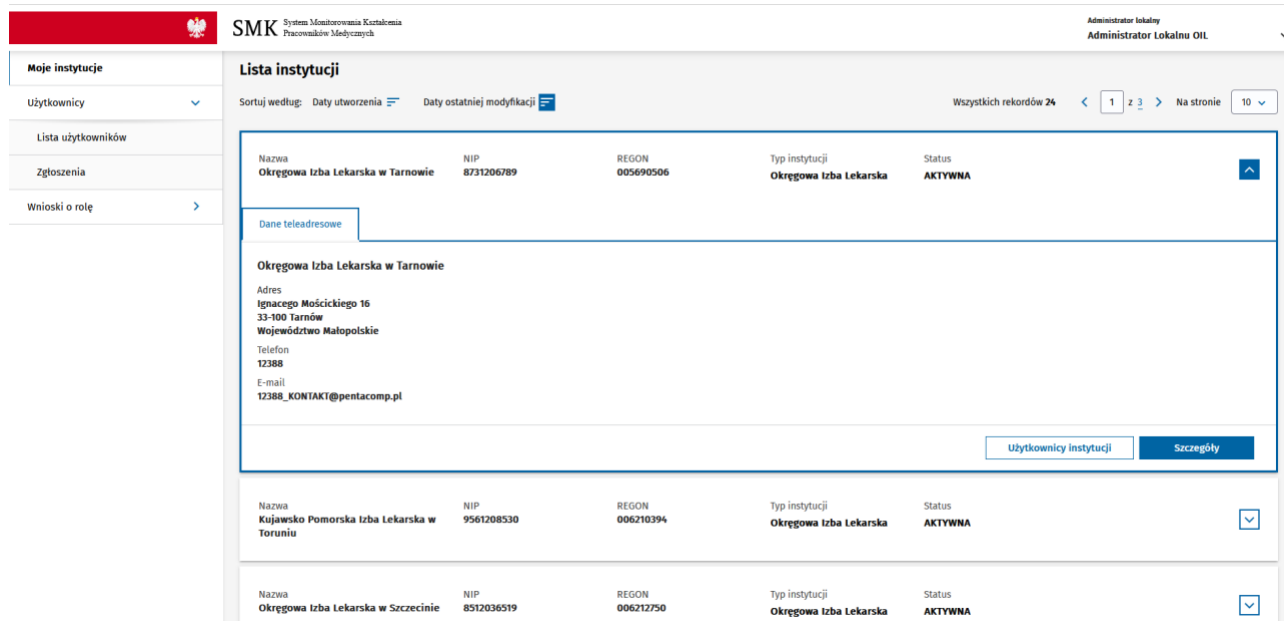 SMK System Monitorowania Kształcenia
Pracowników Medycznych
Administrator lokalny
Administrator Lokalnu OIL
Moje instytucje
Użytkownicy
Lista użytkowników
Zgłoszenia
Wnioski o rolę
Lista instytucji
Sortuj według: Daty utworzenia Daty ostatniej modyfikacji Wszystkich rekordów 24 1 z 3 Na stronie 10
Nazwa NIP REGON Typ instytucji Status
Okręgowa Izba Lekarska w Tarnowie 8731206789 005690506 Okręgowa Izba Lekarska AKTYWNA
Dane teleadresowe
Okręgowa Izba Lekarska w Tarnowie
Adres
Ignacego Mościckiego 16
33-100 Tarnów
Województwo Małopolskie
Telefon
12388
E-mail
12388_KONTAKT@pentacomp.pl
Użytkownicy instytucji Szczegóły
Nazwa NIP REGON Typ instytucji Status
Kujawsko Pomorska Izba Lekarska w 9561208530 006210394 Okręgowa Izba Lekarska AKTYWNA
Toruniu
Nazwa NIP REGON Typ instytucji Status
Okręgowa Izba Lekarska w Szczecinie 8512036519 006212750 Okręgowa Izba Lekarska AKTYWNA